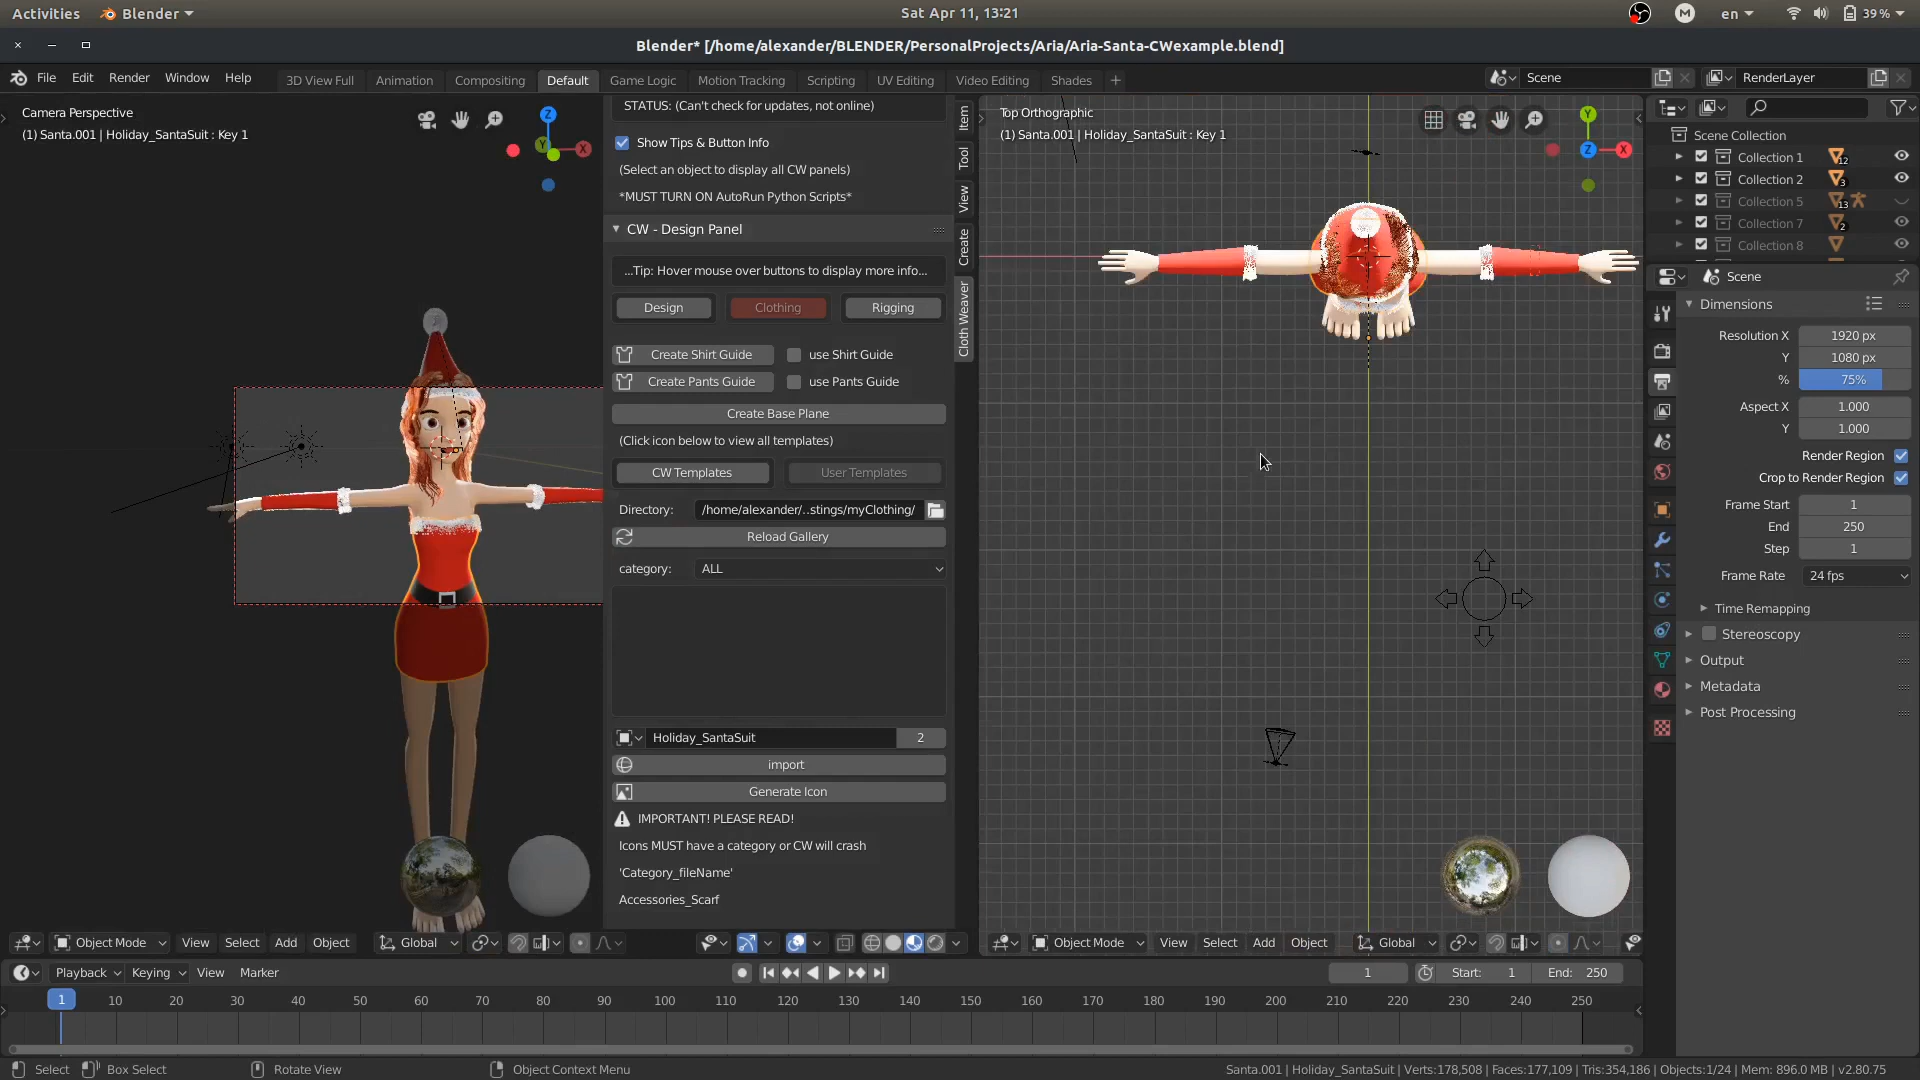 Activities
Blender
Sat Apr 11, 13:21
en
39 %
Blender* [/home/alexander/BLENDER/PersonalProjects/Aria/Aria-Santa-CWexample.blend]
File Edit Render Window Help
3D View Full Animation Compositing Default Game Logic Motion Tracking Scripting UV Editing Video Editing Shades +
Scene
RenderLayer
Camera Perspective
(1) Santa.001 | Holiday_SantaSuit : Key 1
STATUS: (Can't check for updates, not online)
Show Tips & Button Info
(Select an object to display all CW panels)
*MUST TURN ON AutoRun Python Scripts*
CW - Design Panel
...Tip: Hover mouse over buttons to display more info...
Design Clothing Rigging
Create Shirt Guide use Shirt Guide
Create Pants Guide use Pants Guide
Create Base Plane
(Click icon below to view all templates)
CW Templates User Templates
Directory: /home/alexander/..stings/myClothing/
Reload Gallery
category: ALL
Holiday_SantaSuit 2
import
Generate Icon
IMPORTANT! PLEASE READ!
Icons MUST have a category or CW will crash
'Category_fileName'
Accessories_Scarf
Item
Tool
View
Create
Cloth Weaver
Top Orthographic
(1) Santa.001 | Holiday_SantaSuit : Key 1
Z
Y
X
Y
Z
X
Scene Collection
Collection 1 12
Collection 2 3
Collection 5 13
Collection 7 2
Collection 8
Scene
Dimensions
Resolution X 1920 px
Y 1080 px
% 75%
Aspect X 1.000
Y 1.000
Render Region
Crop to Render Region
Frame Start 1
End 250
Step 1
Frame Rate 24 fps
Time Remapping
Stereoscopy
Output
Metadata
Post Processing
Object Mode View Select Add Object Global
Object Mode View Select Add Object Global
Playback Keying View Marker
1 Start: 1 End: 250
1 10 20 30 40 50 60 70 80 90 100 110 120 130 140 150 160 170 180 190 200 210 220 230 240 250
Select Box Select Rotate View Object Context Menu
Santa.001 | Holiday_SantaSuit | Verts:178,508 | Faces:177,109 | Tris:354,186 | Objects:1/24 | Mem: 896.0 MB | v2.80.75